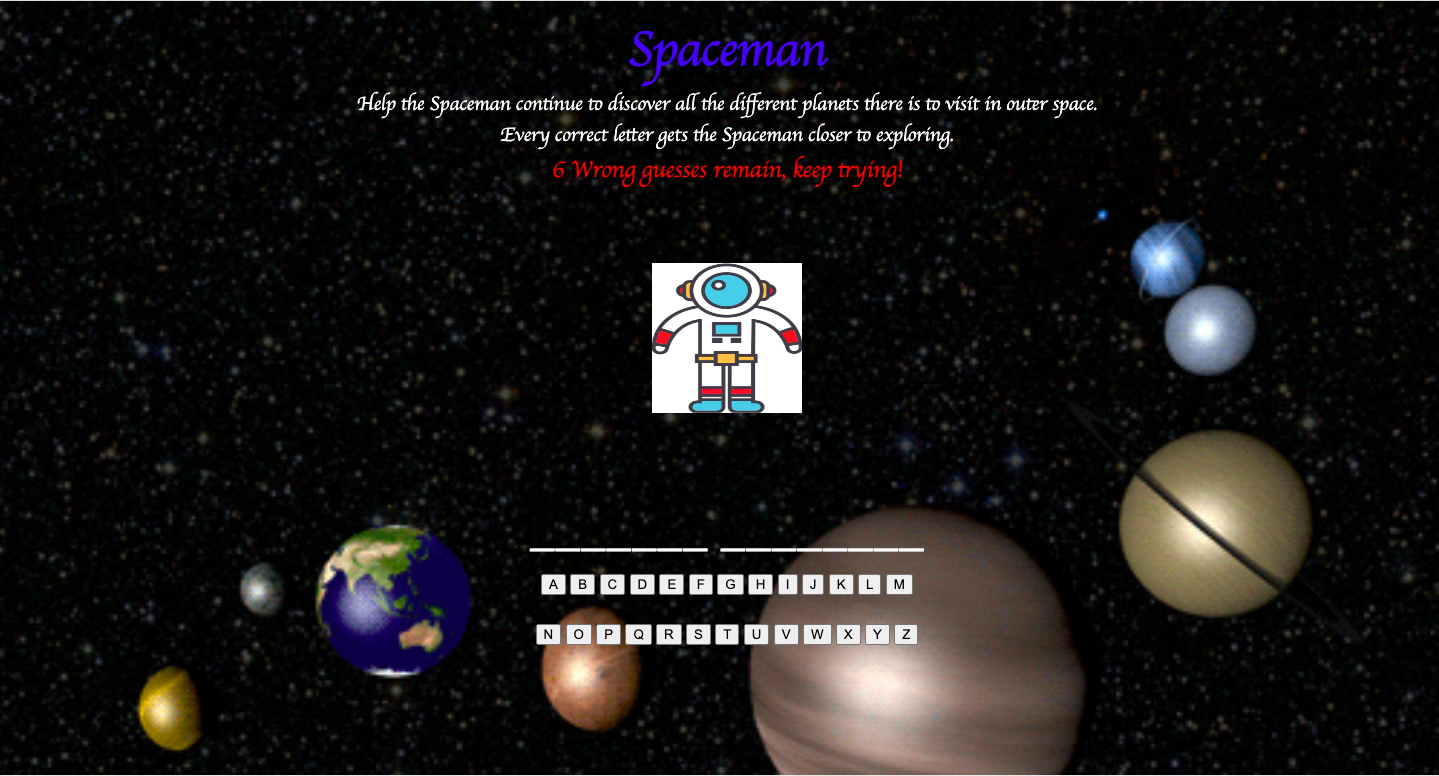 Spaceman
Help the Spaceman continue to discover all the different planets there is to visit in outer space.
Every correct letter gets the Spaceman closer to exploring.
6 Wrong guesses remain, keep trying!
A B C D E F G H I J K L M
N O P Q R S T U V W X Y Z